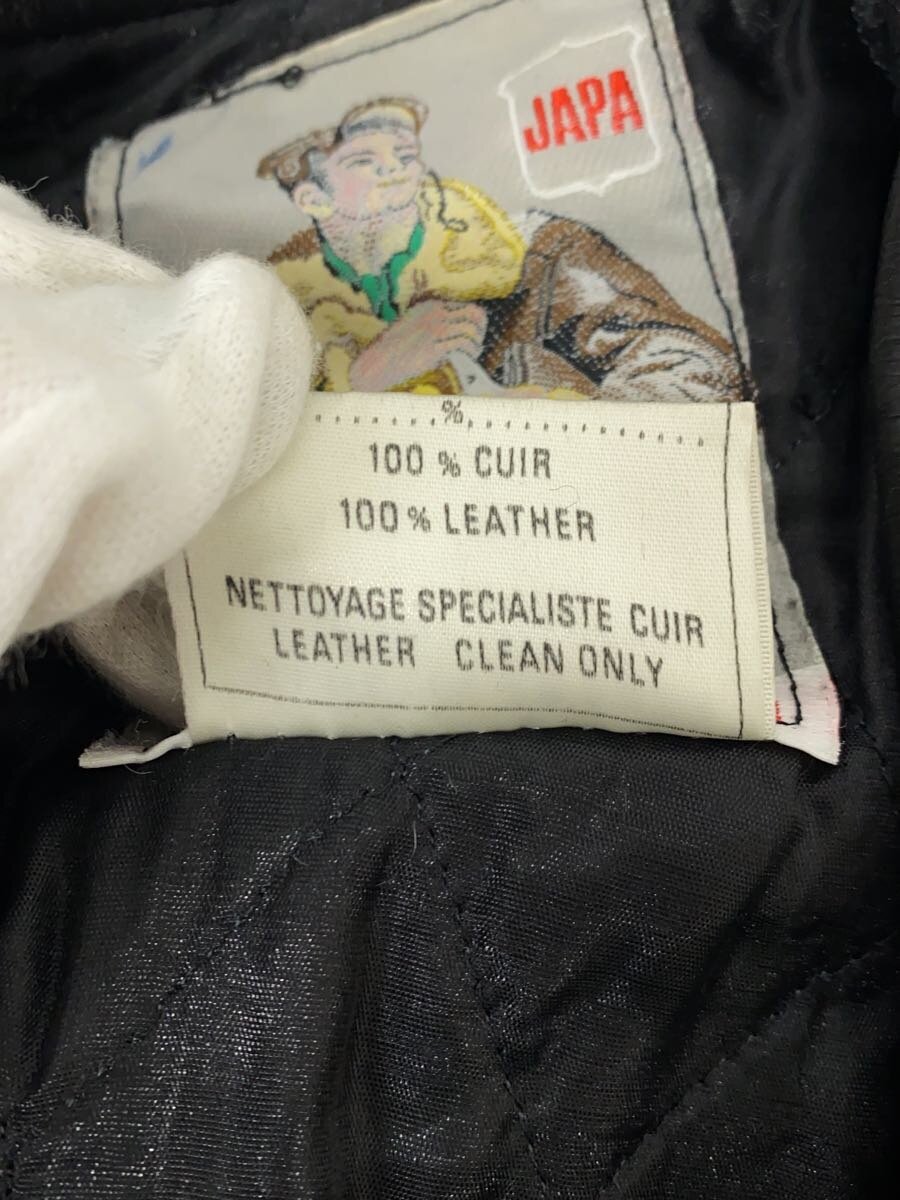 JAPA
%
100 % CUIR
100 % LEATHER
NETTOYAGE SPECIALISTE CUIR
LEATHER CLEAN ONLY